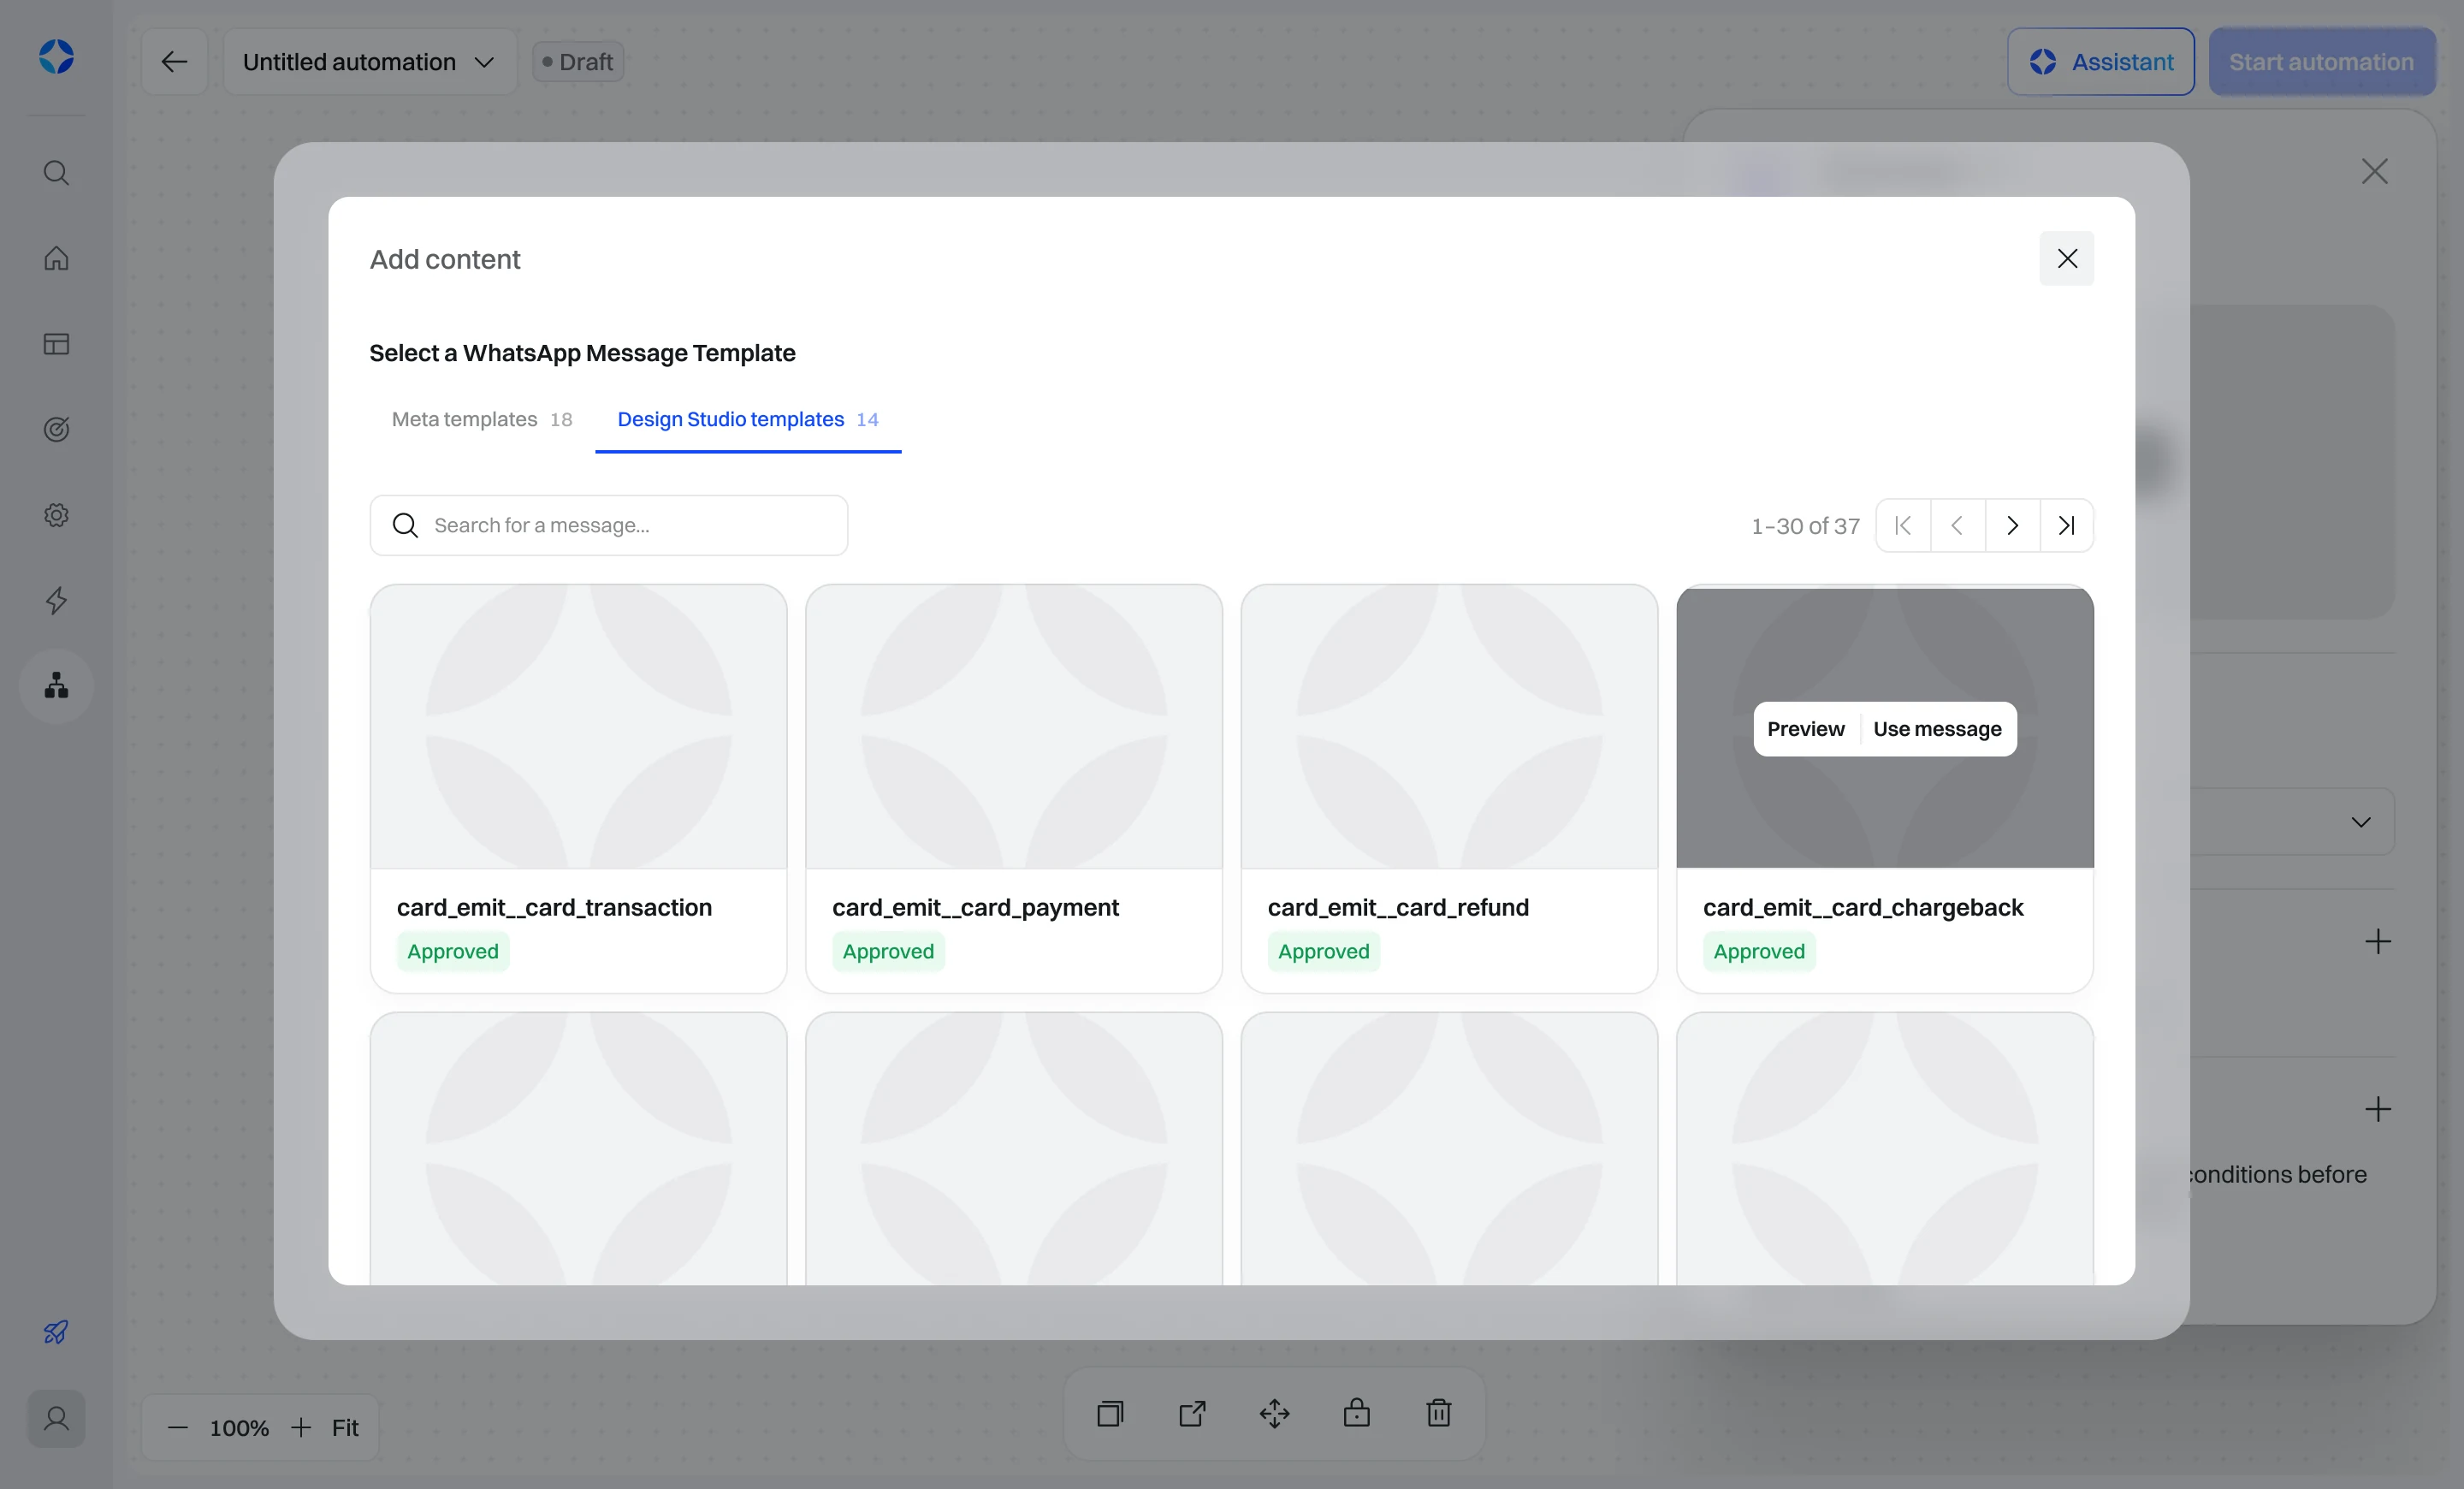 Untitled automation
Draft
Assistant
Start automation
Add content
Select a WhatsApp Message Template
Meta templates 18
Design Studio templates 14
Search for a message...
1–30 of 37
Preview
Use message
card_emit__card_transaction
Approved
card_emit__card_payment
Approved
card_emit__card_refund
Approved
card_emit__card_chargeback
Approved
conditions before
100%
Fit